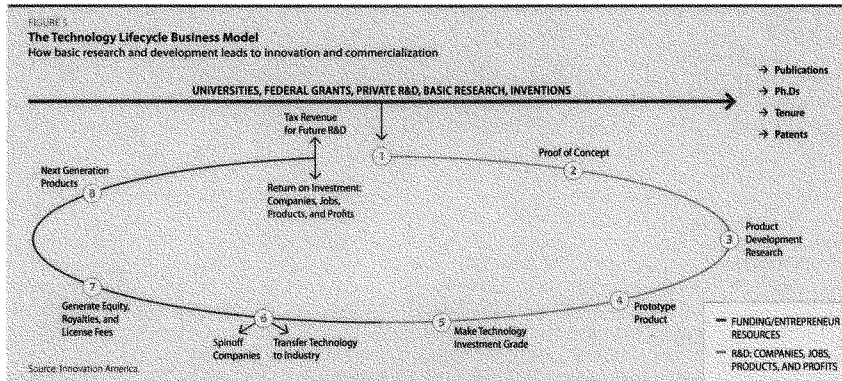 FIGURE 5
The Technology Lifecycle Business Model
How basic research and development leads to innovation and commercialization
UNIVERSITIES, FEDERAL GRANTS, PRIVATE R&D, BASIC RESEARCH, INVENTIONS
→ Publications
→ Ph.Ds
→ Tenure
→ Patents
Tax Revenue
for Future R&D
1
Proof of Concept
2
Next Generation
Products
8
Return on Investment:
Companies, Jobs,
Products, and Profits
3
Product
Development
Research
7
Generate Equity,
Royalties, and
License Fees
6
Spinoff
Companies
Transfer Technology
to Industry
5
Make Technology
Investment Grade
4
Prototype
Product
FUNDING/ENTREPRENEUR
RESOURCES
R&D: COMPANIES, JOBS,
PRODUCTS, AND PROFITS
Source: Innovation America.